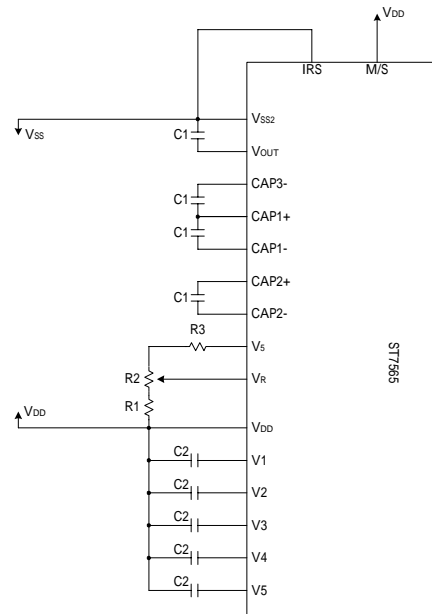 VDD
IRS M/S
VSS2
VSS
C1
VOUT
CAP3-
C1
CAP1+
C1
CAP1-
CAP2+
C1
CAP2-
R3
V5
R2
VR
R1
VDD
VDD
C2
V1
C2
V2
C2
V3
C2
V4
C2
V5
ST7565